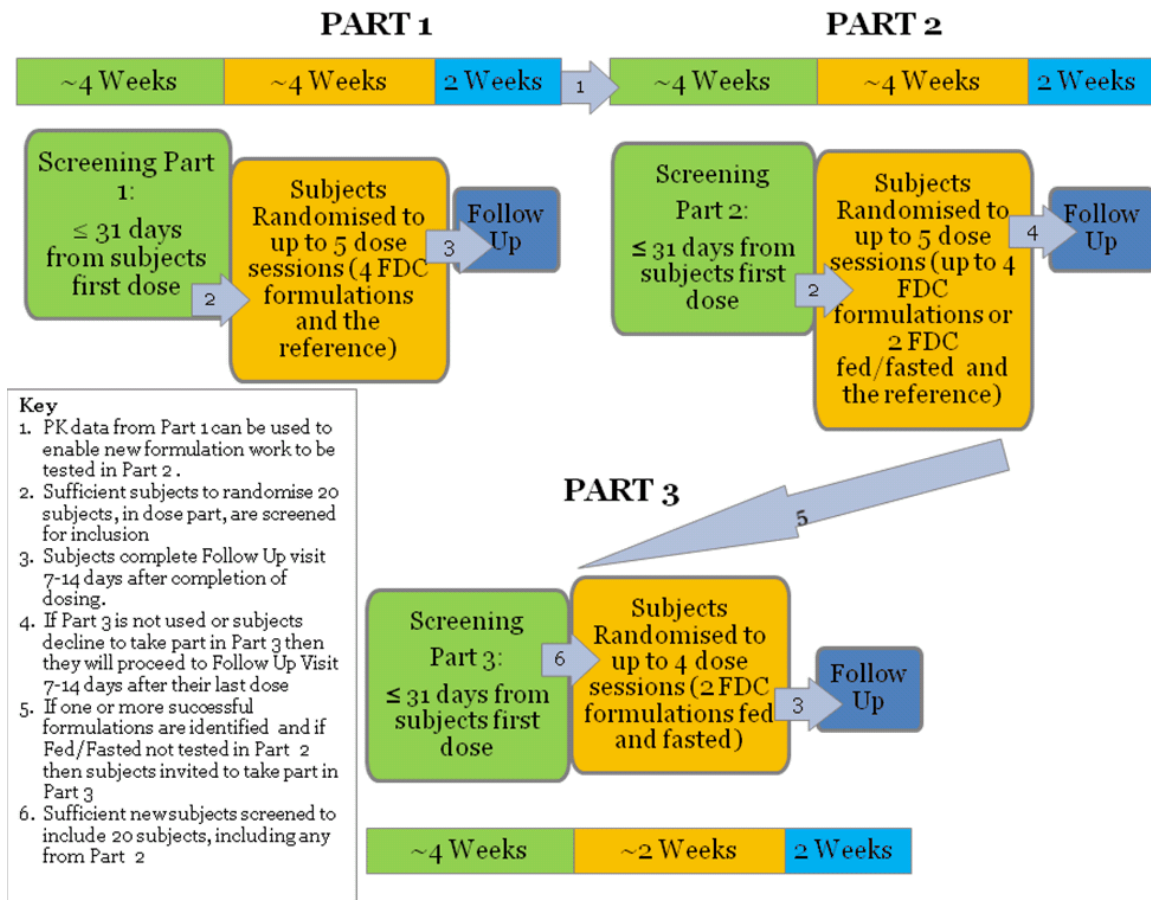 PART 1
PART 2
~4 Weeks
~4 Weeks
2 Weeks
1
~4 Weeks
~4 Weeks
2 Weeks
Screening Part
1:
≤ 31 days
from subjects
first dose
2
Subjects
Randomised to
up to 5 dose
sessions (4 FDC
formulations
and the
reference)
3
Follow
Up
Screening
Part 2:
≤ 31 days from
subjects first
dose
2
Subjects
Randomised to
up to 5 dose
sessions (up to 4
FDC
formulations or
2 FDC
fed/fasted and
the reference)
4
Follow
Up
Key
1. PK data from Part 1 can be used to
enable new formulation work to be
tested in Part 2 .
2. Sufficient subjects to randomise 20
subjects, in dose part, are screened
for inclusion
3. Subjects complete Follow Up visit
7-14 days after completion of
dosing.
4. If Part 3 is not used or subjects
decline to take part in Part 3 then
they will proceed to Follow Up Visit
7-14 days after their last dose
5. If one or more successful
formulations are identified and if
Fed/Fasted not tested in Part 2
then subjects invited to take part in
Part 3
6. Sufficient new subjects screened to
include 20 subjects, including any
from Part 2
PART 3
5
Screening
Part 3:
≤ 31 days from
subjects first
dose
6
Subjects
Randomised to
up to 4 dose
sessions (2 FDC
formulations fed
and fasted)
3
Follow
Up
~4 Weeks
~2 Weeks
2 Weeks